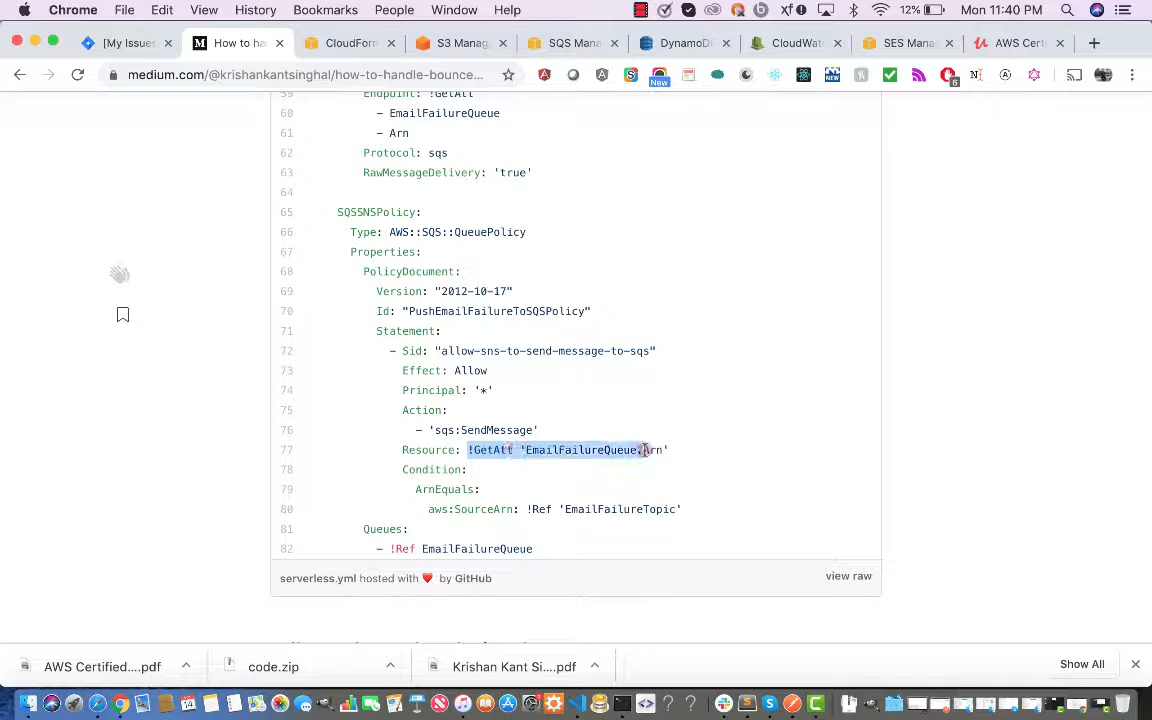 Chrome File Edit View History Bookmarks People Window Help 12% Mon 11:40 PM
[My Issues How to ha CloudForm S3 Manag SQS Mana DynamoDB CloudWat SES Manag AWS Certi
medium.com/@krishankantsinghal/how-to-handle-bounce...
New
6
59 Endpoint: !GetAtt
60 - EmailFailureQueue
61 - Arn
62 Protocol: sqs
63 RawMessageDelivery: 'true'
64
65 SQSSNSPolicy:
66 Type: AWS::SQS::QueuePolicy
67 Properties:
68 PolicyDocument:
69 Version: "2012-10-17"
70 Id: "PushEmailFailureToSQSPolicy"
71 Statement:
72 - Sid: "allow-sns-to-send-message-to-sqs"
73 Effect: Allow
74 Principal: '*'
75 Action:
76 - 'sqs:SendMessage'
77 Resource: !GetAtt 'EmailFailureQueue.Arn'
78 Condition:
79 ArnEquals:
80 aws:SourceArn: !Ref 'EmailFailureTopic'
81 Queues:
82 - !Ref EmailFailureQueue
serverless.yml hosted with ❤ by GitHub view raw
AWS Certified....pdf code.zip Krishan Kant Si....pdf Show All